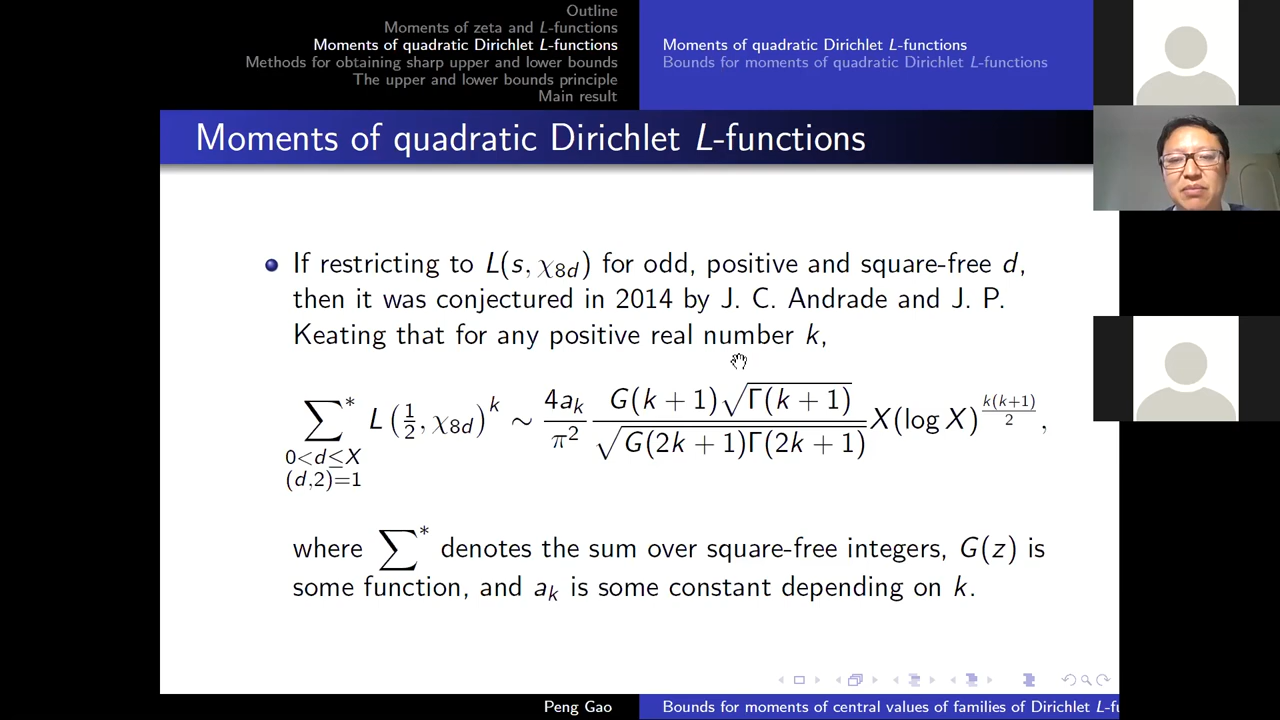 Outline
Moments of zeta and L-functions
Moments of quadratic Dirichlet L-functions
Methods for obtaining sharp upper and lower bounds
The upper and lower bounds principle
Main result
Moments of quadratic Dirichlet L-functions
Bounds for moments of quadratic Dirichlet L-functions
Moments of quadratic Dirichlet L-functions
If restricting to L(s, χ_{8d}) for odd, positive and square-free d,
then it was conjectured in 2014 by J. C. Andrade and J. P.
Keating that for any positive real number k,
∑^*_{0<d≤X, (d,2)=1} L(1/2, χ_{8d})^k ∼ (4a_k/π^2) (G(k + 1)√(Γ(k + 1)))/(√(G(2k + 1)Γ(2k + 1))) X(log X)^{k(k+1)/2},
where ∑^* denotes the sum over square-free integers, G(z) is
some function, and a_k is some constant depending on k.
Peng Gao
Bounds for moments of central values of families of Dirichlet L-fu